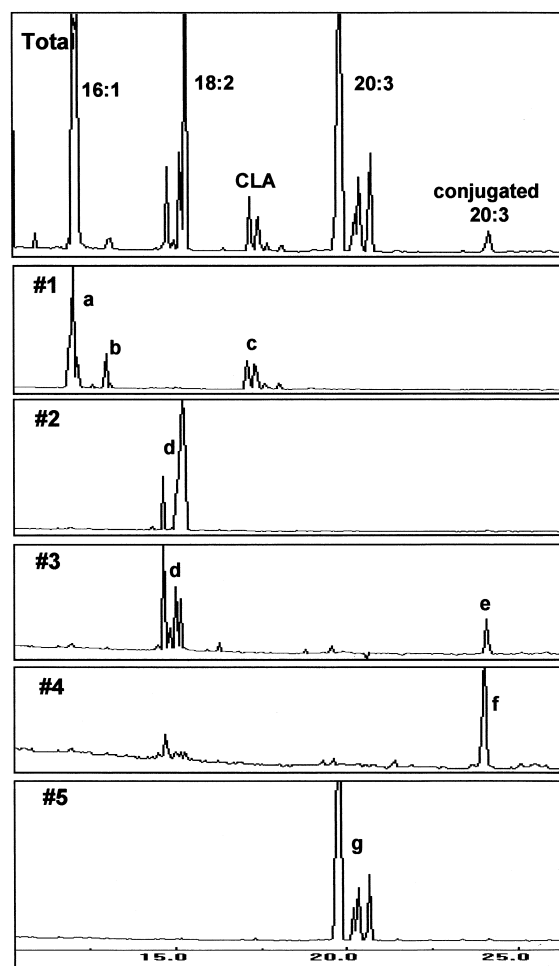 Total
16:1
18:2
20:3
CLA
conjugated
20:3
#1
a
b
c
#2
d
#3
d
e
#4
f
#5
g
15.0
20.0
25.0